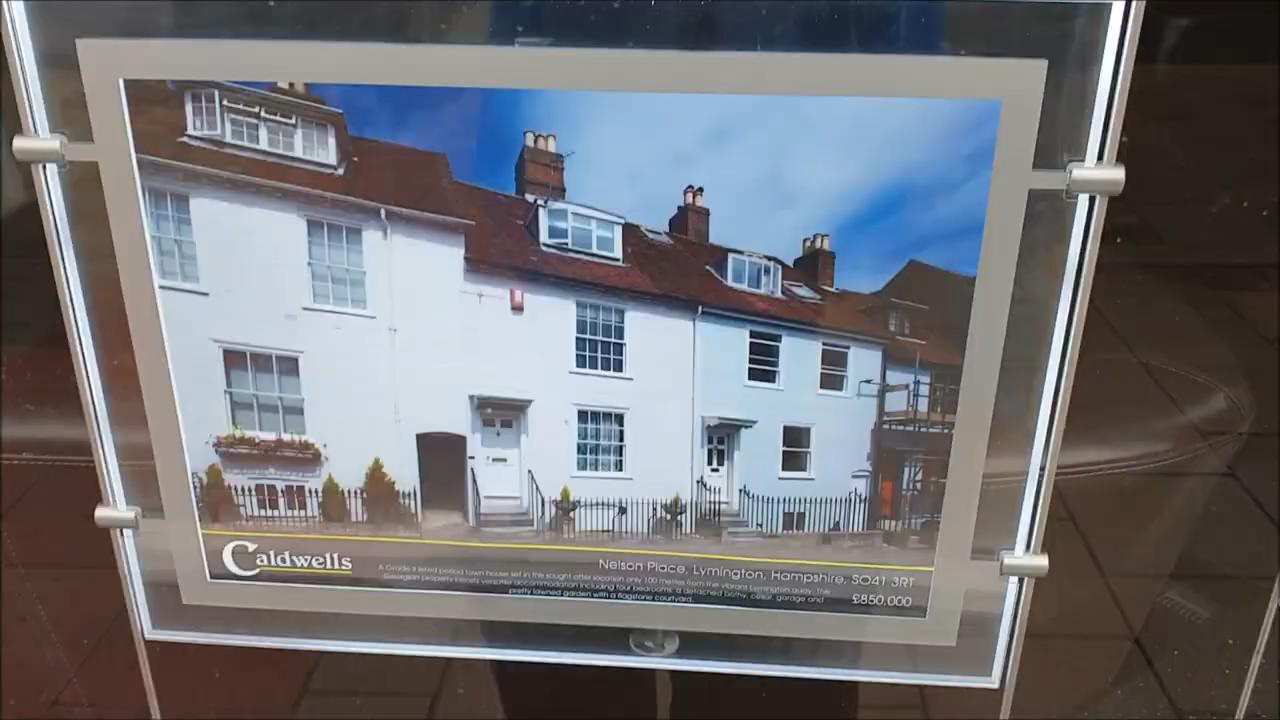 Caldwells
Nelson Place, Lymington, Hampshire, SO41 3RT
A Grade II listed period town house set in the sought after location only 100 metres from the vibrant Lymington quay. This
Georgian property boasts versatile accommodation including four bedrooms, a detached bothy, cellar, garage and
pretty lawned garden with a flagstone courtyard.
£850,000